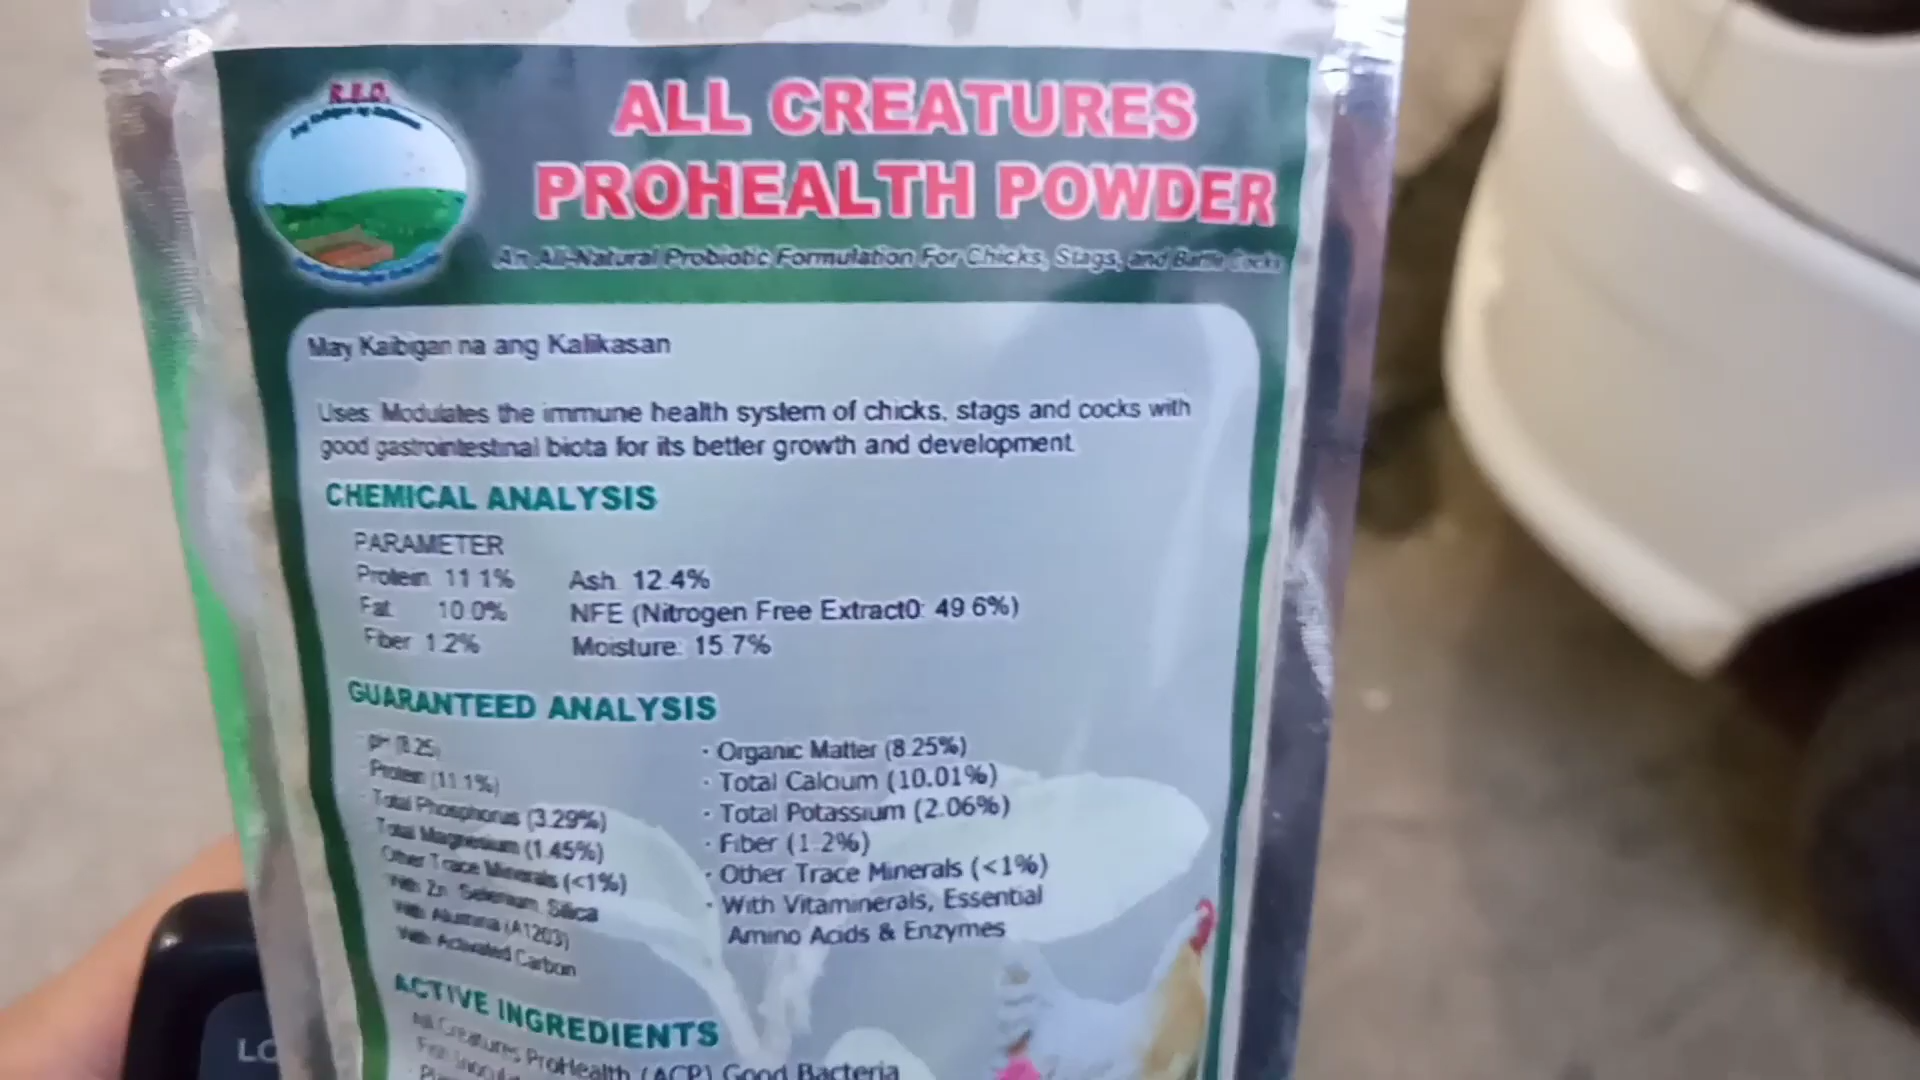 R.E.D.
ALL CREATURES
PROHEALTH POWDER
An All-Natural Probiotic Formulation For Chicks, Stags, and Battle Cocks
May Kaibigan na ang Kalikasan
Uses: Modulates the immune health system of chicks, stags and cocks with
good gastrointestinal biota for its better growth and development.
CHEMICAL ANALYSIS
PARAMETER
Protein 11.1% Ash 12.4%
Fat 10.0% NFE (Nitrogen Free Extract0: 49.6%)
Fiber 1.2% Moisture: 15.7%
GUARANTEED ANALYSIS
pH (8.25)
Protein (11.1%)
Total Phosphorus (3.29%)
Total Magnesium (1.45%)
Other Trace Minerals (<1%)
With Zn, Selenium, Silica
With Alumina (A1203)
With Activated Carbon
· Organic Matter (8.25%)
· Total Calcium (10.01%)
· Total Potassium (2.06%)
· Fiber (1.2%)
· Other Trace Minerals (<1%)
· With Vitaminerals, Essential
Amino Acids & Enzymes
ACTIVE INGREDIENTS
All Creatures ProHealth (ACP) Good Bacteria
Fish
LO